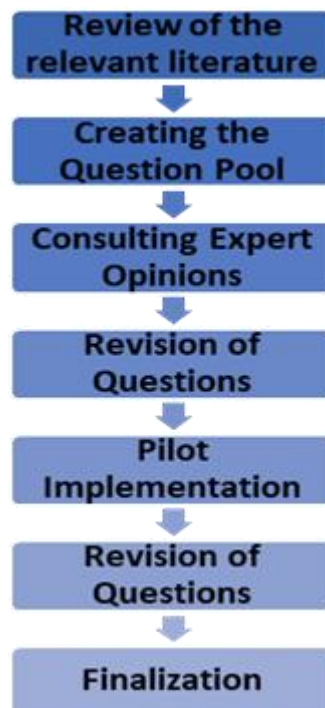 Review of the
relevant literature
Creating the
Question Pool
Consulting Expert
Opinions
Revision of
Questions
Pilot
Implementation
Revision of
Questions
Finalization